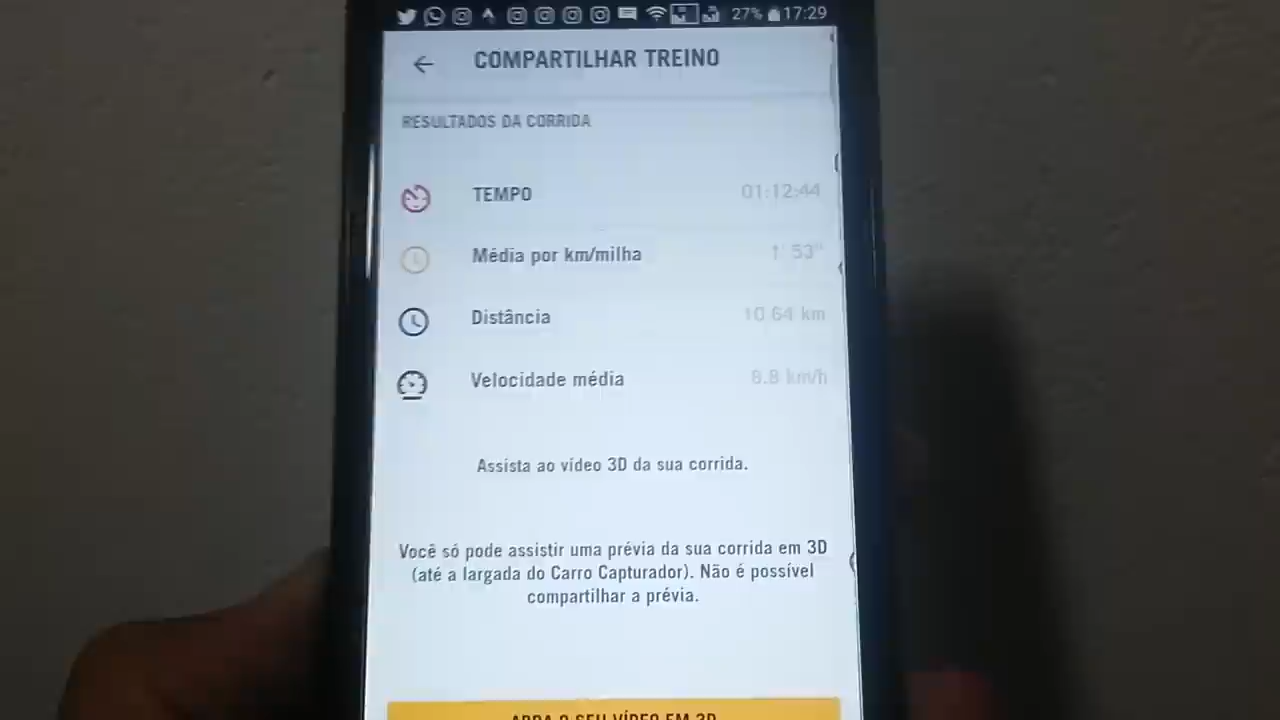 27% 17:29
COMPARTILHAR TREINO
RESULTADOS DA CORRIDA
TEMPO 01:12:44
Média por km/milha 1' 53"
Distância 10.64 km
Velocidade média 8.8 km/h
Assista ao vídeo 3D da sua corrida.
Você só pode assistir uma prévia da sua corrida em 3D
(até a largada do Carro Capturador). Não é possível
compartilhar a prévia.
ABRA O SEU VÍDEO EM 3D